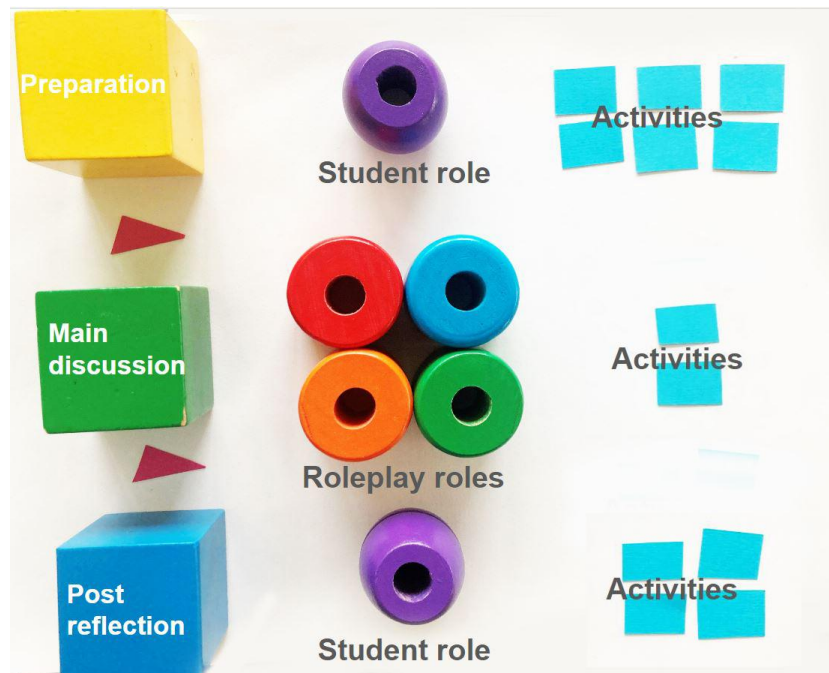 Preparation
Student role
Activities
Main
discussion
Roleplay roles
Activities
Post
reflection
Student role
Activities